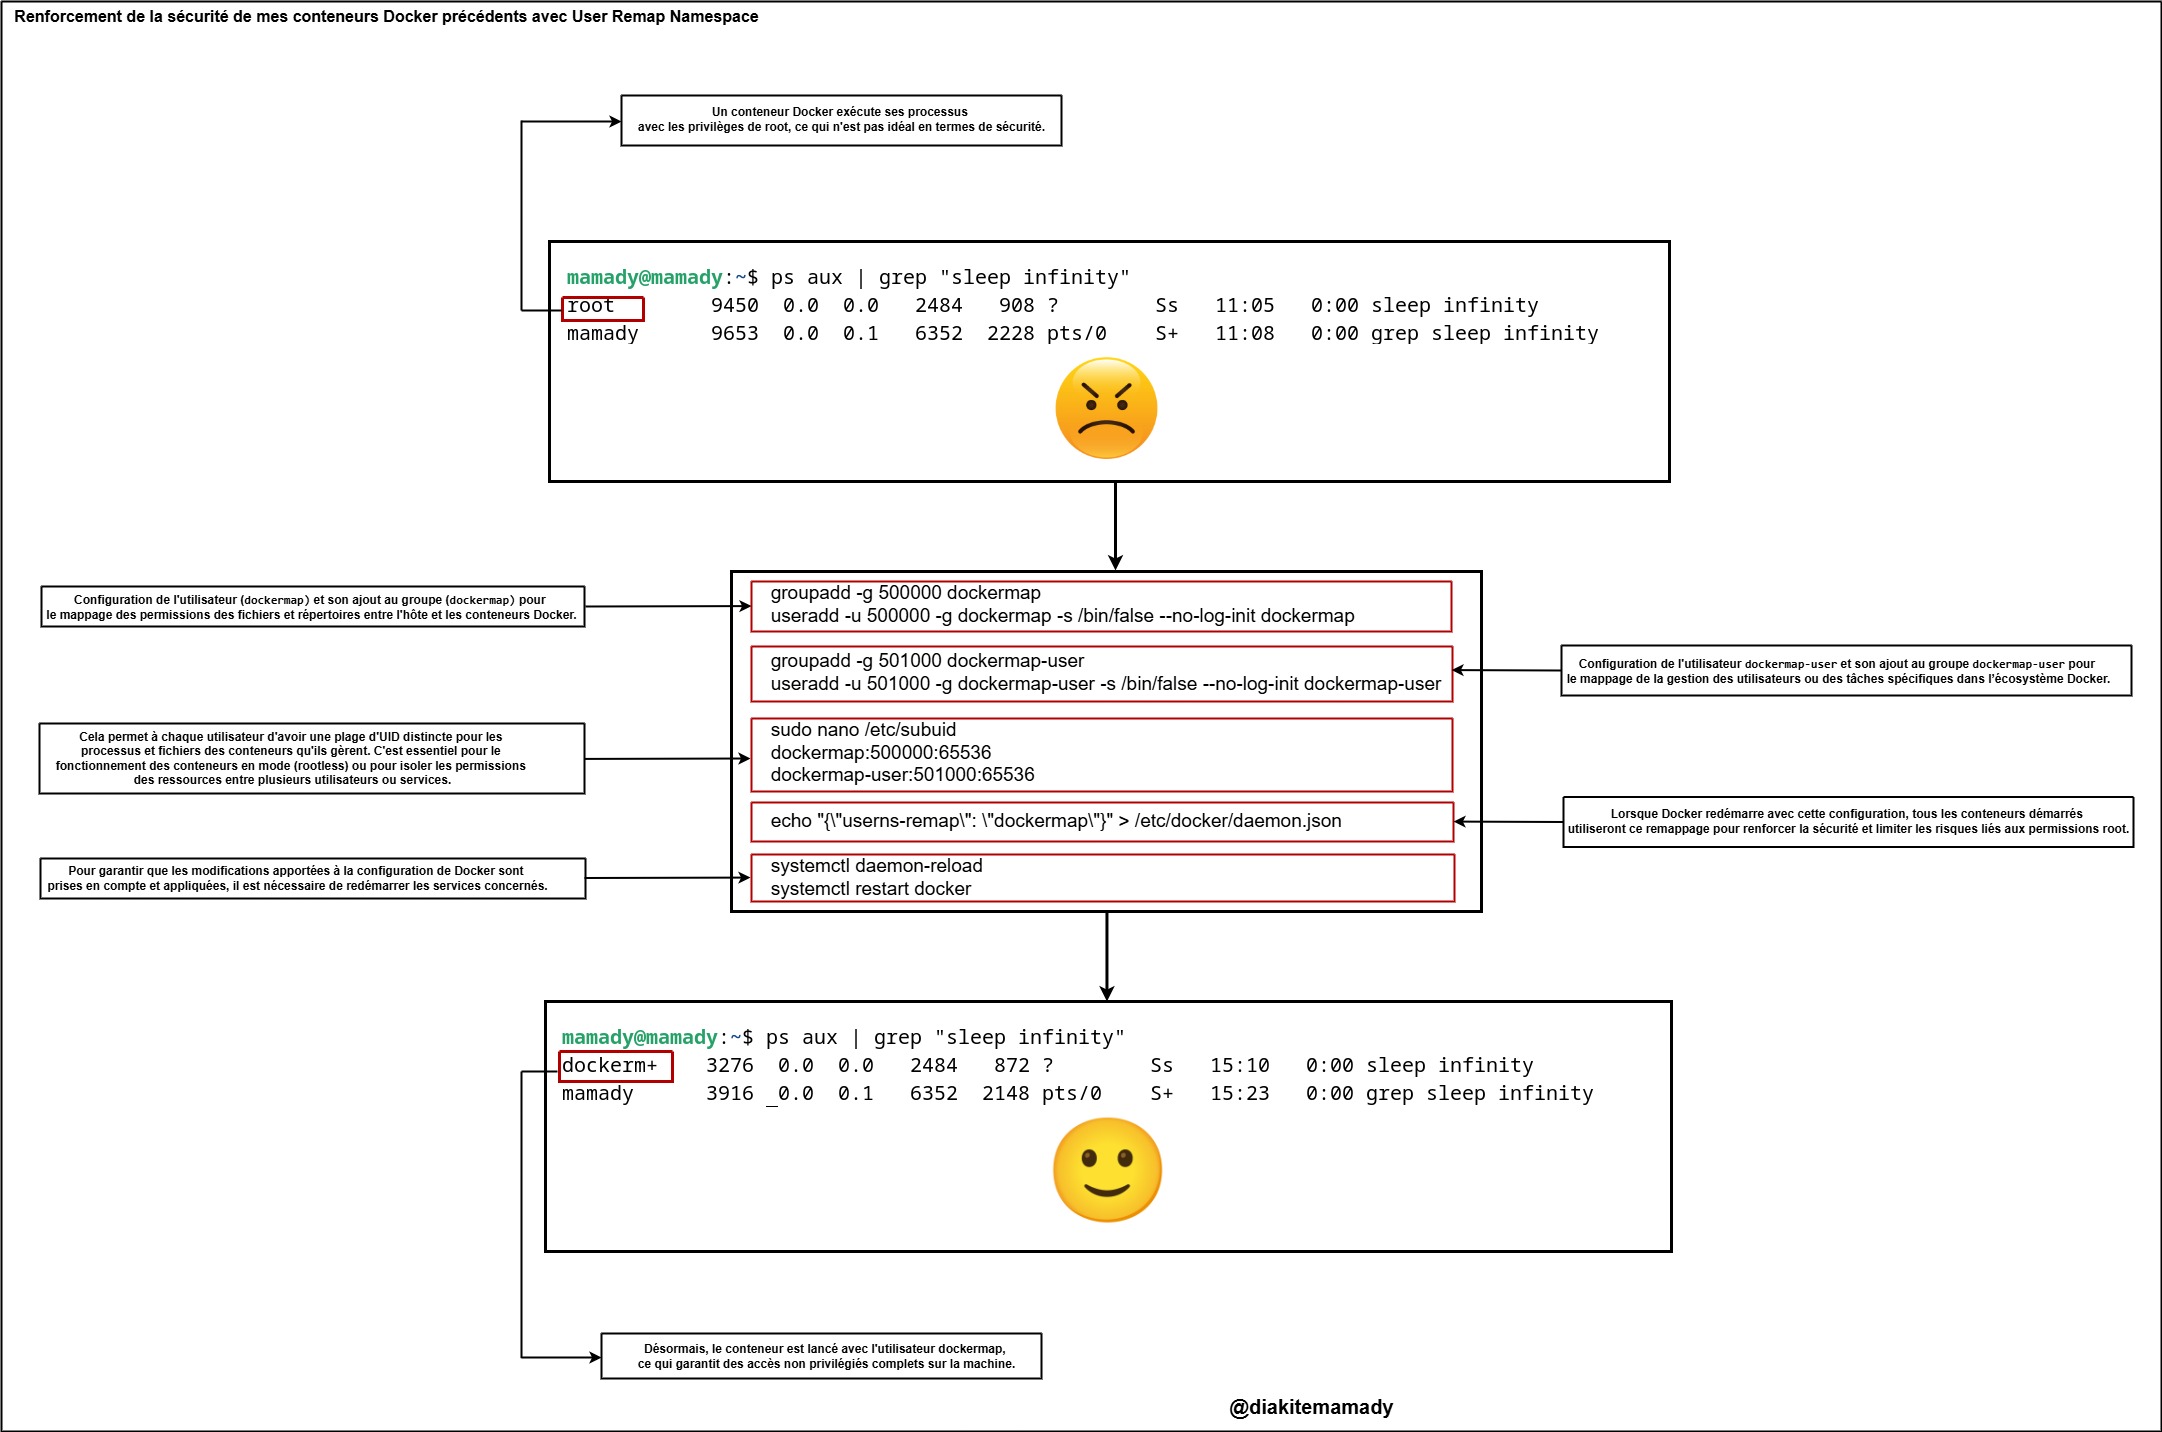 Renforcement de la sécurité de mes conteneurs Docker précédents avec User Remap Namespace
Un conteneur Docker exécute ses processus
avec les privilèges de root, ce qui n'est pas idéal en termes de sécurité.
mamady@mamady:~$ ps aux | grep "sleep infinity"
root 9450 0.0 0.0 2484 908 ? Ss 11:05 0:00 sleep infinity
mamady 9653 0.0 0.1 6352 2228 pts/0 S+ 11:08 0:00 grep sleep infinity
Configuration de l'utilisateur (dockermap) et son ajout au groupe (dockermap) pour
le mappage des permissions des fichiers et répertoires entre l'hôte et les conteneurs Docker.
groupadd -g 500000 dockermap
useradd -u 500000 -g dockermap -s /bin/false --no-log-init dockermap
groupadd -g 501000 dockermap-user
useradd -u 501000 -g dockermap-user -s /bin/false --no-log-init dockermap-user
Configuration de l'utilisateur dockermap-user et son ajout au groupe dockermap-user pour
le mappage de la gestion des utilisateurs ou des tâches spécifiques dans l'écosystème Docker.
Cela permet à chaque utilisateur d'avoir une plage d'UID distincte pour les
processus et fichiers des conteneurs qu'ils gèrent. C'est essentiel pour le
fonctionnement des conteneurs en mode (rootless) ou pour isoler les permissions
des ressources entre plusieurs utilisateurs ou services.
sudo nano /etc/subuid
dockermap:500000:65536
dockermap-user:501000:65536
echo "{\"userns-remap\": \"dockermap\"}" > /etc/docker/daemon.json
Lorsque Docker redémarre avec cette configuration, tous les conteneurs démarrés
utiliseront ce remappage pour renforcer la sécurité et limiter les risques liés aux permissions root.
Pour garantir que les modifications apportées à la configuration de Docker sont
prises en compte et appliquées, il est nécessaire de redémarrer les services concernés.
systemctl daemon-reload
systemctl restart docker
mamady@mamady:~$ ps aux | grep "sleep infinity"
dockerm+ 3276 0.0 0.0 2484 872 ? Ss 15:10 0:00 sleep infinity
mamady 3916 _0.0 0.1 6352 2148 pts/0 S+ 15:23 0:00 grep sleep infinity
Désormais, le conteneur est lancé avec l'utilisateur dockermap,
ce qui garantit des accès non privilégiés complets sur la machine.
@diakitemamady